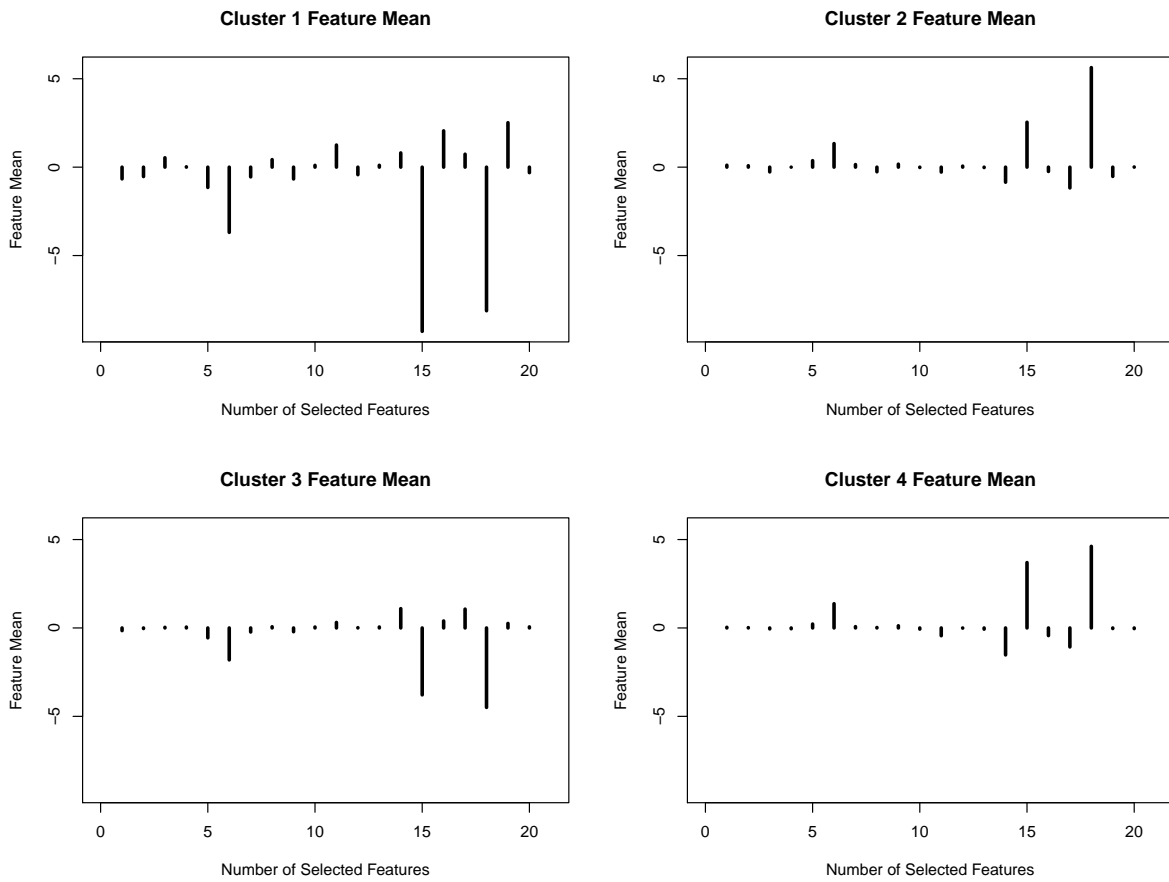 Cluster 1 Feature Mean
5
0
−5
Feature Mean
0 5 10 15 20
Number of Selected Features
Cluster 2 Feature Mean
5
0
−5
Feature Mean
0 5 10 15 20
Number of Selected Features
Cluster 3 Feature Mean
5
0
−5
Feature Mean
0 5 10 15 20
Number of Selected Features
Cluster 4 Feature Mean
5
0
−5
Feature Mean
0 5 10 15 20
Number of Selected Features